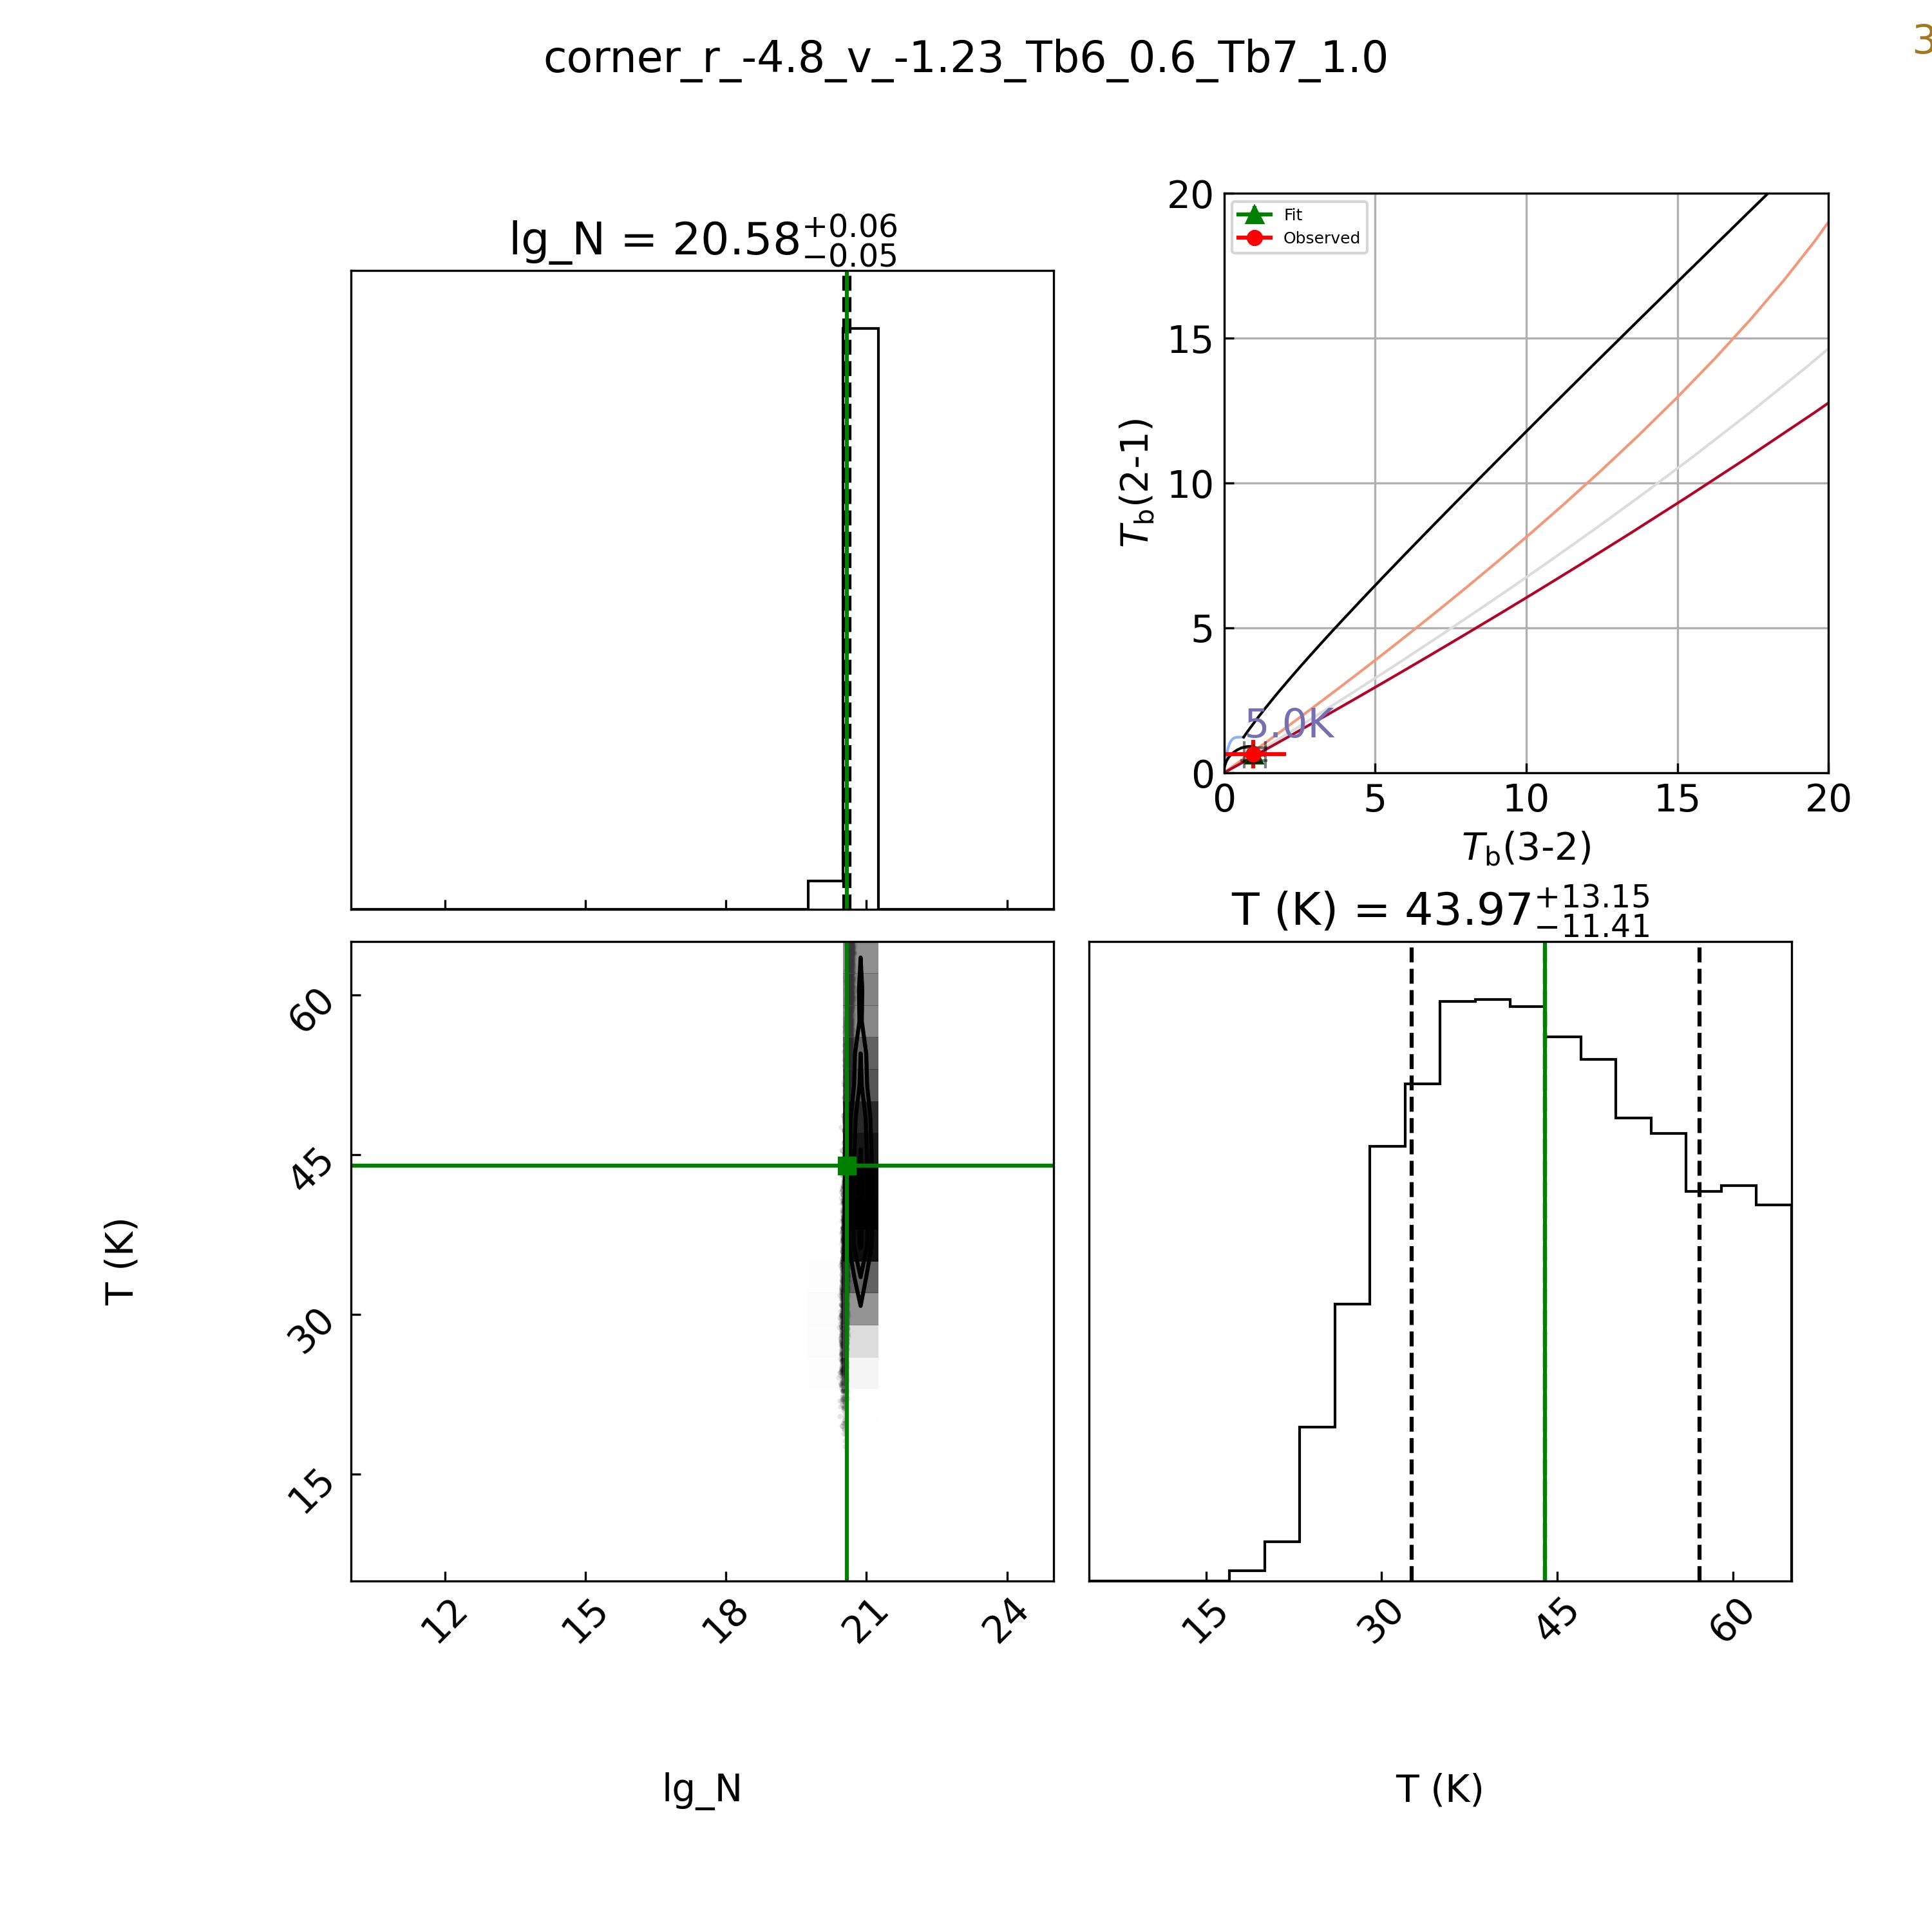 corner_r_-4.8_v_-1.23_Tb6_0.6_Tb7_1.0
3
lg_N = 20.58+0.06−0.05
20
15
10
5
0
Fit
Observed
5.0K
Tb(2-1)
0 5 10 15 20
Tb(3-2)
T (K) = 43.97+13.15−11.41
60
45
30
15
T (K)
12 15 18 21 24
15 30 45 60
lg_N
T (K)